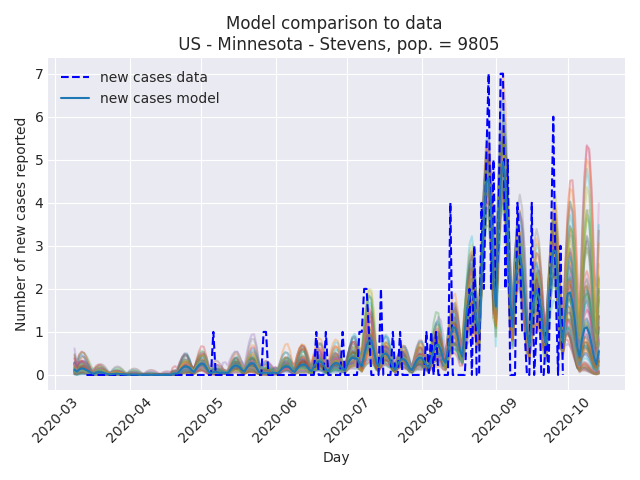 Model comparison to data
US - Minnesota - Stevens, pop. = 9805
new cases data
new cases model
Number of new cases reported
7
6
5
4
3
2
1
0
2020-03
2020-04
2020-05
2020-06
2020-07
2020-08
2020-09
2020-10
Day